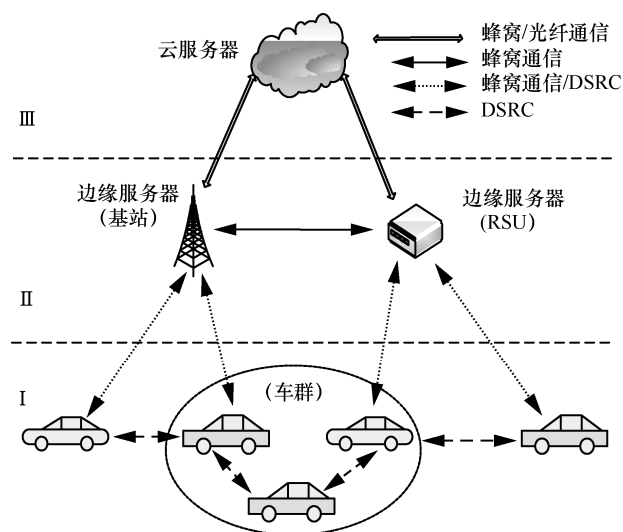 云服务器
蜂窝/光纤通信
蜂窝通信
蜂窝通信/DSRC
DSRC
III
边缘服务器
(基站)
边缘服务器
(RSU)
II
I
(车群)